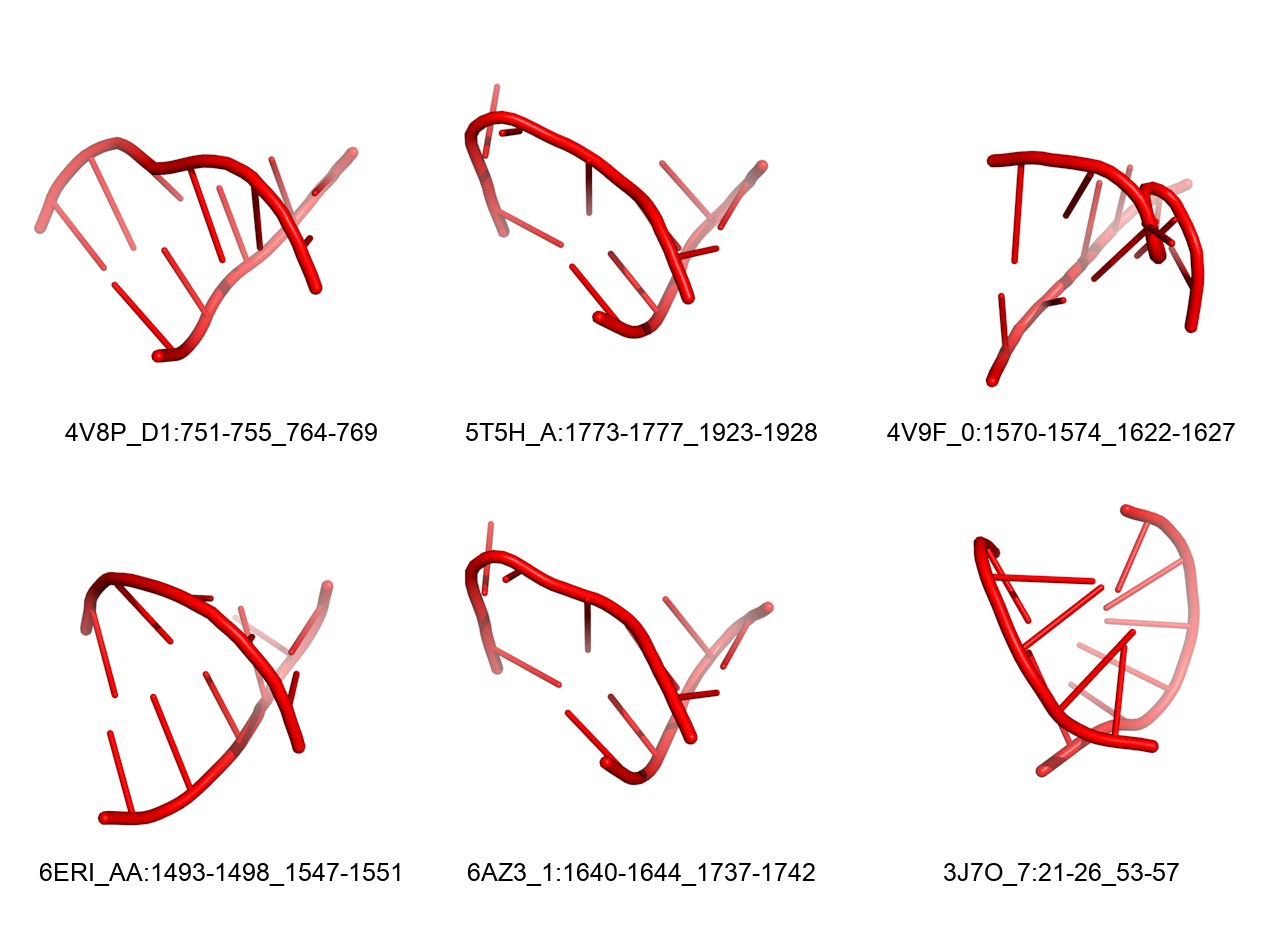 4V8P_D1:751-755_764-769
5T5H_A:1773-1777_1923-1928
4V9F_0:1570-1574_1622-1627
6ERI_AA:1493-1498_1547-1551
6AZ3_1:1640-1644_1737-1742
3J7O_7:21-26_53-57